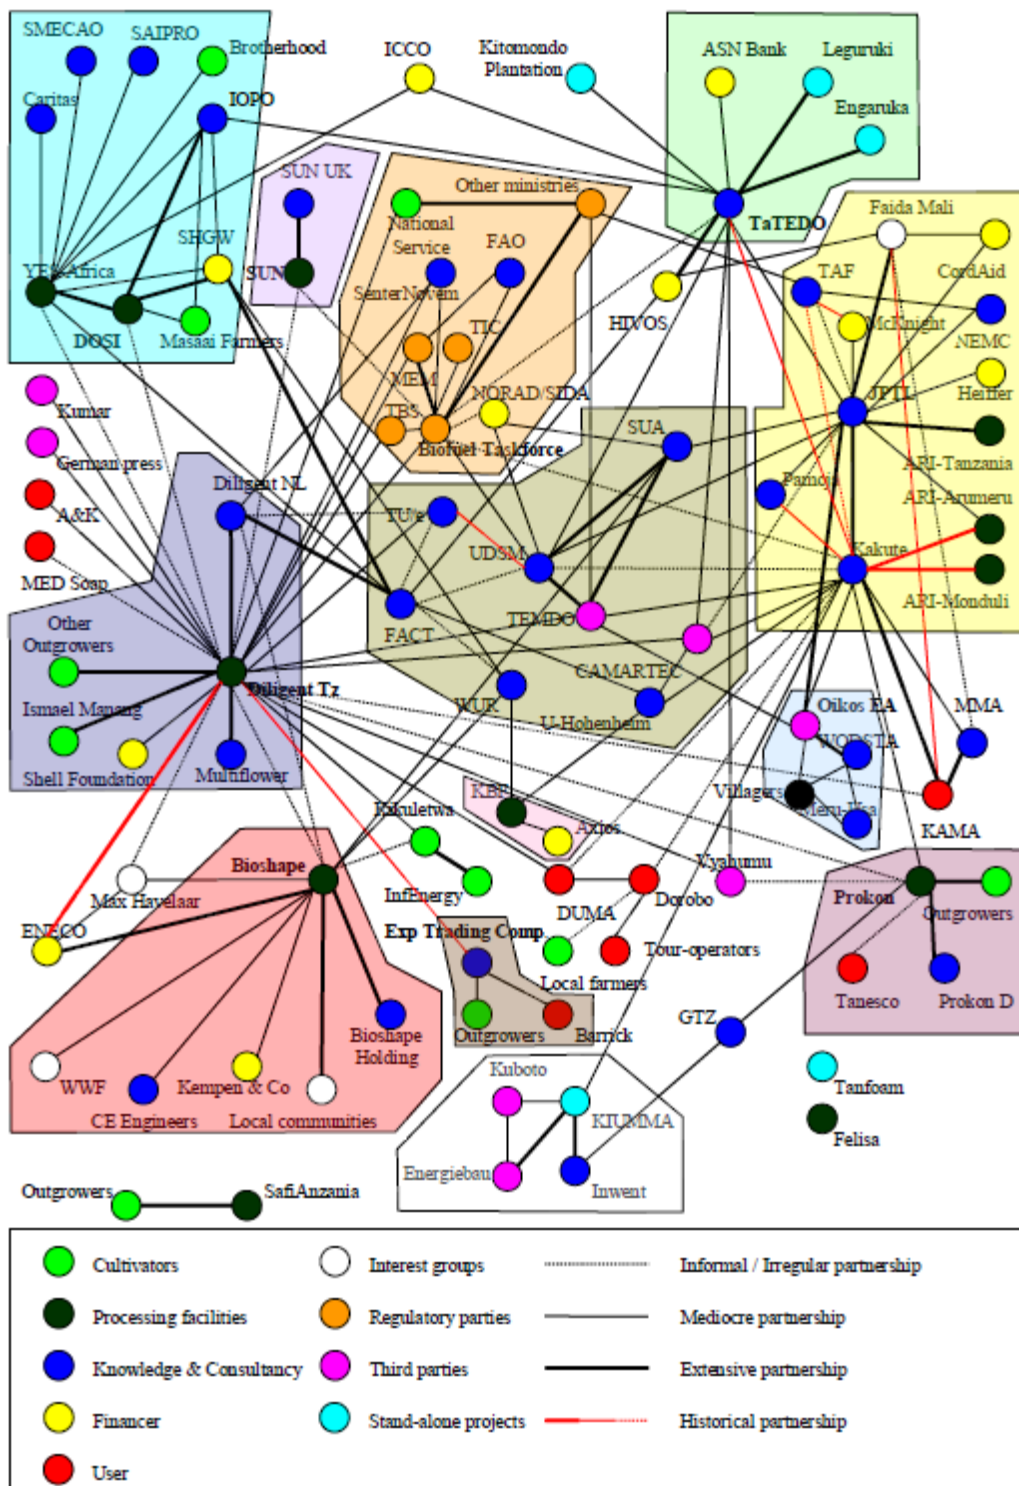 SMECAO
SAIPRO
Brotherhood
ICCO
Kitomondo
Plantation
ASN Bank
Leguruki
Caritas
IOPO
Engaruka
SUN UK
Other ministries
National
Service
FAO
TaTEDO
Faida Mali
SHGW
YES Africa
SUN
SenterNovem
TAF
CordAid
DOSI
Masaai Farmers
TIC
HIVOS
McKnight
NEMC
MEM
NORAD/SIDA
JPTL
Heiffer
Kumar
TBS
Biofuel Taskforce
SUA
German press
ARI-Tanzania
Diligent NL
Pamoja
ARI-Arumeru
A&K
TU/e
UDSM
Kakute
MED Soap
ARI-Monduli
Other
Outgrowers
FACT
TEMDO
CAMARTEC
Diligent Tz
WUR
Ismael Manang
U-Hohenheim
Oikos EA
MMA
WODSTA
Shell Foundation
Multiflower
Kikuletwa
KBF
Axios
Villagers
KAMA
Bioshape
Vyahumu
Max Havelaar
InfEnergy
DUMA
Dorobo
Prokon
Outgrowers
ENECO
Exp Trading Comp
Tour-operators
Local farmers
Tanesco
Prokon D
Bioshape
Holding
Outgrowers
Barrick
GTZ
WWF
Kempen & Co
Kuboto
Tanfoam
CE Engineers
Local communities
KIUMMA
Felisa
Energiebau
Inwent
Outgrowers
SafiAnzania
Cultivators
Interest groups
Informal / Irregular partnership
Processing facilities
Regulatory parties
Mediocre partnership
Knowledge & Consultancy
Third parties
Extensive partnership
Financer
Stand-alone projects
Historical partnership
User